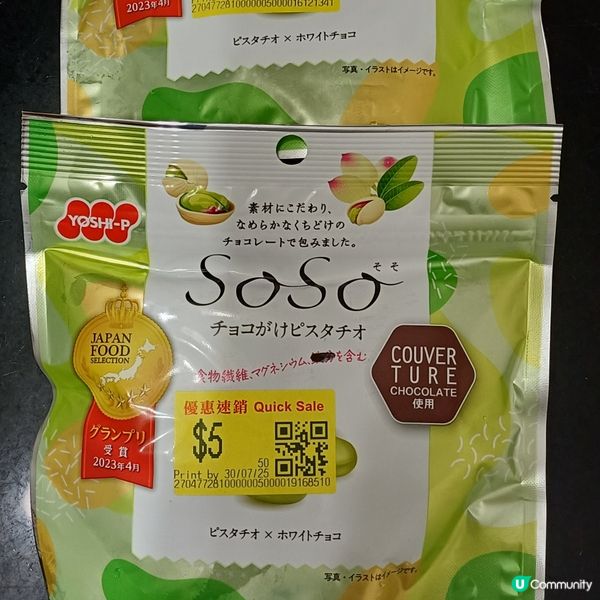 2023年4月
Quick Sale
27047728100000050000 16121341
ピスタチオ × ホワイトチョコ
写真・イラストはイメージです。
YOSHI-P
素材にこだわり、
なめらかなくちどけの
チョコレートで包みました。
そそ
SoSo
チョコがけピスタチオ
食物繊維、マグネシウム、分を含む
JAPAN
FOOD
SELECTION
グランプリ
受賞
2023年4月
COUVER
TURE
CHOCOLATE
使用
優惠速銷 Quick Sale
$5
50
Print by 30/07/25
2704772810000005000019168510
ピスタチオ × ホワイトチョコ
写真・イラストはイメージです。
U Community